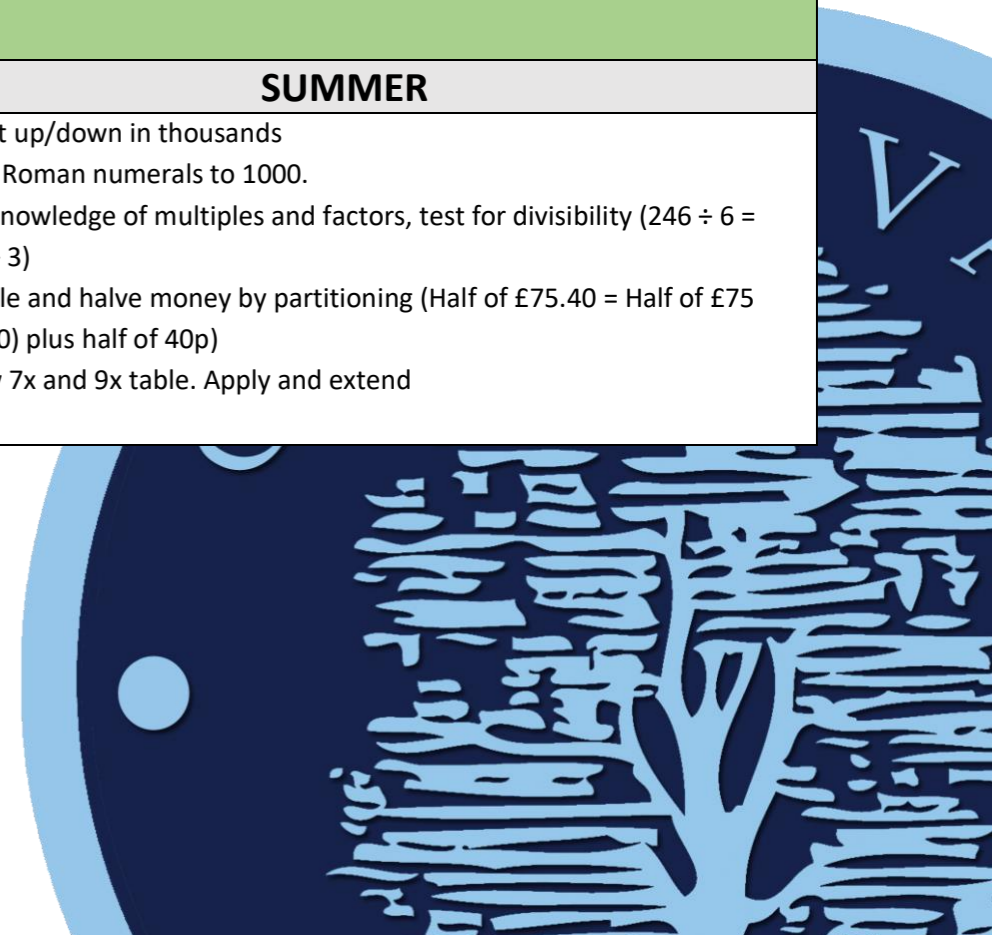 SUMMER
t up/down in thousands
Roman numerals to 1000.
nowledge of multiples and factors, test for divisibility (246 ÷ 6 =
3)
le and halve money by partitioning (Half of £75.40 = Half of £75
0) plus half of 40p)
7x and 9x table. Apply and extend
V